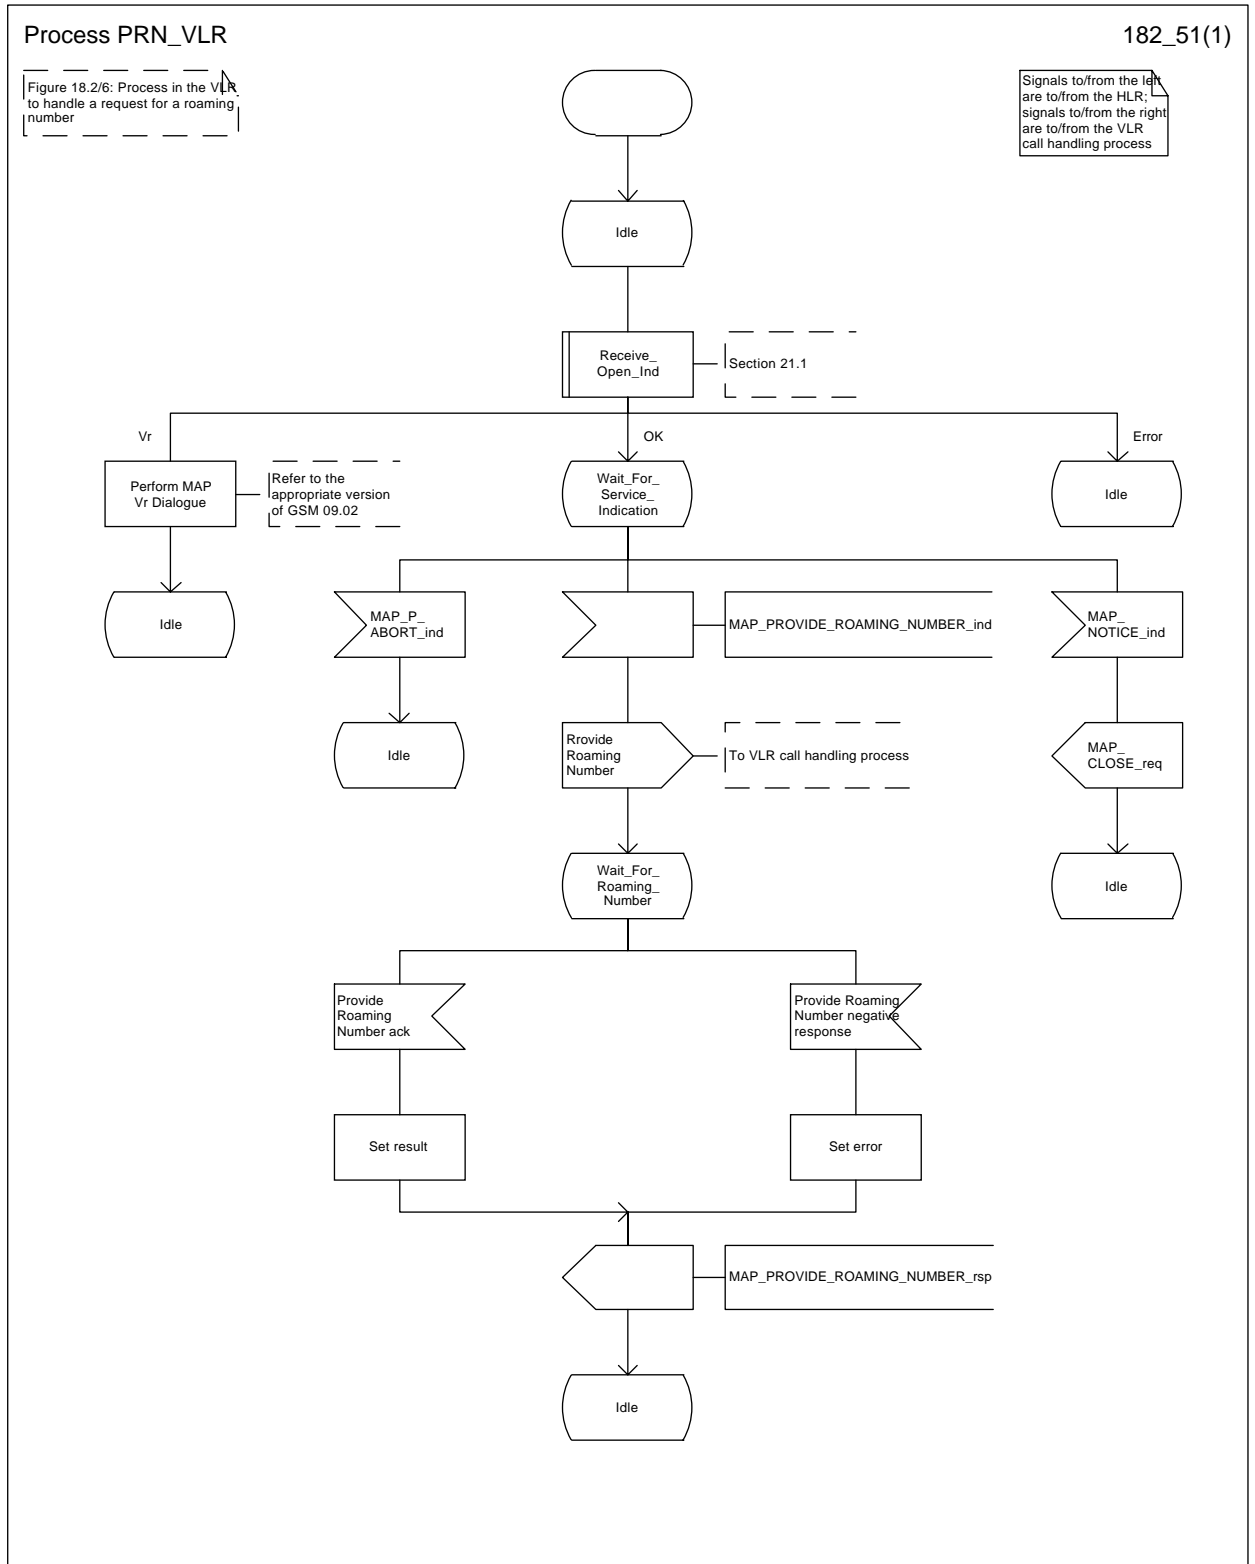 Process PRN_VLR
182_51(1)
Figure 18.2/6: Process in the VLR
to handle a request for a roaming
number
Signals to/from the left
are to/from the HLR;
signals to/from the right
are to/from the VLR
call handling process
Idle
Receive_
Open_Ind
Section 21.1
Vr
OK
Error
Perform MAP
Vr Dialogue
Refer to the
appropriate version
of GSM 09.02
Wait_For_
Service_
Indication
Idle
Idle
MAP_P_
ABORT_ind
MAP_PROVIDE_ROAMING_NUMBER_ind
MAP_
NOTICE_ind
Idle
Rrovide
Roaming
Number
To VLR call handling process
MAP_
CLOSE_req
Wait_For_
Roaming_
Number
Idle
Provide
Roaming
Number ack
Provide Roaming
Number negative
response
Set result
Set error
MAP_PROVIDE_ROAMING_NUMBER_rsp
Idle